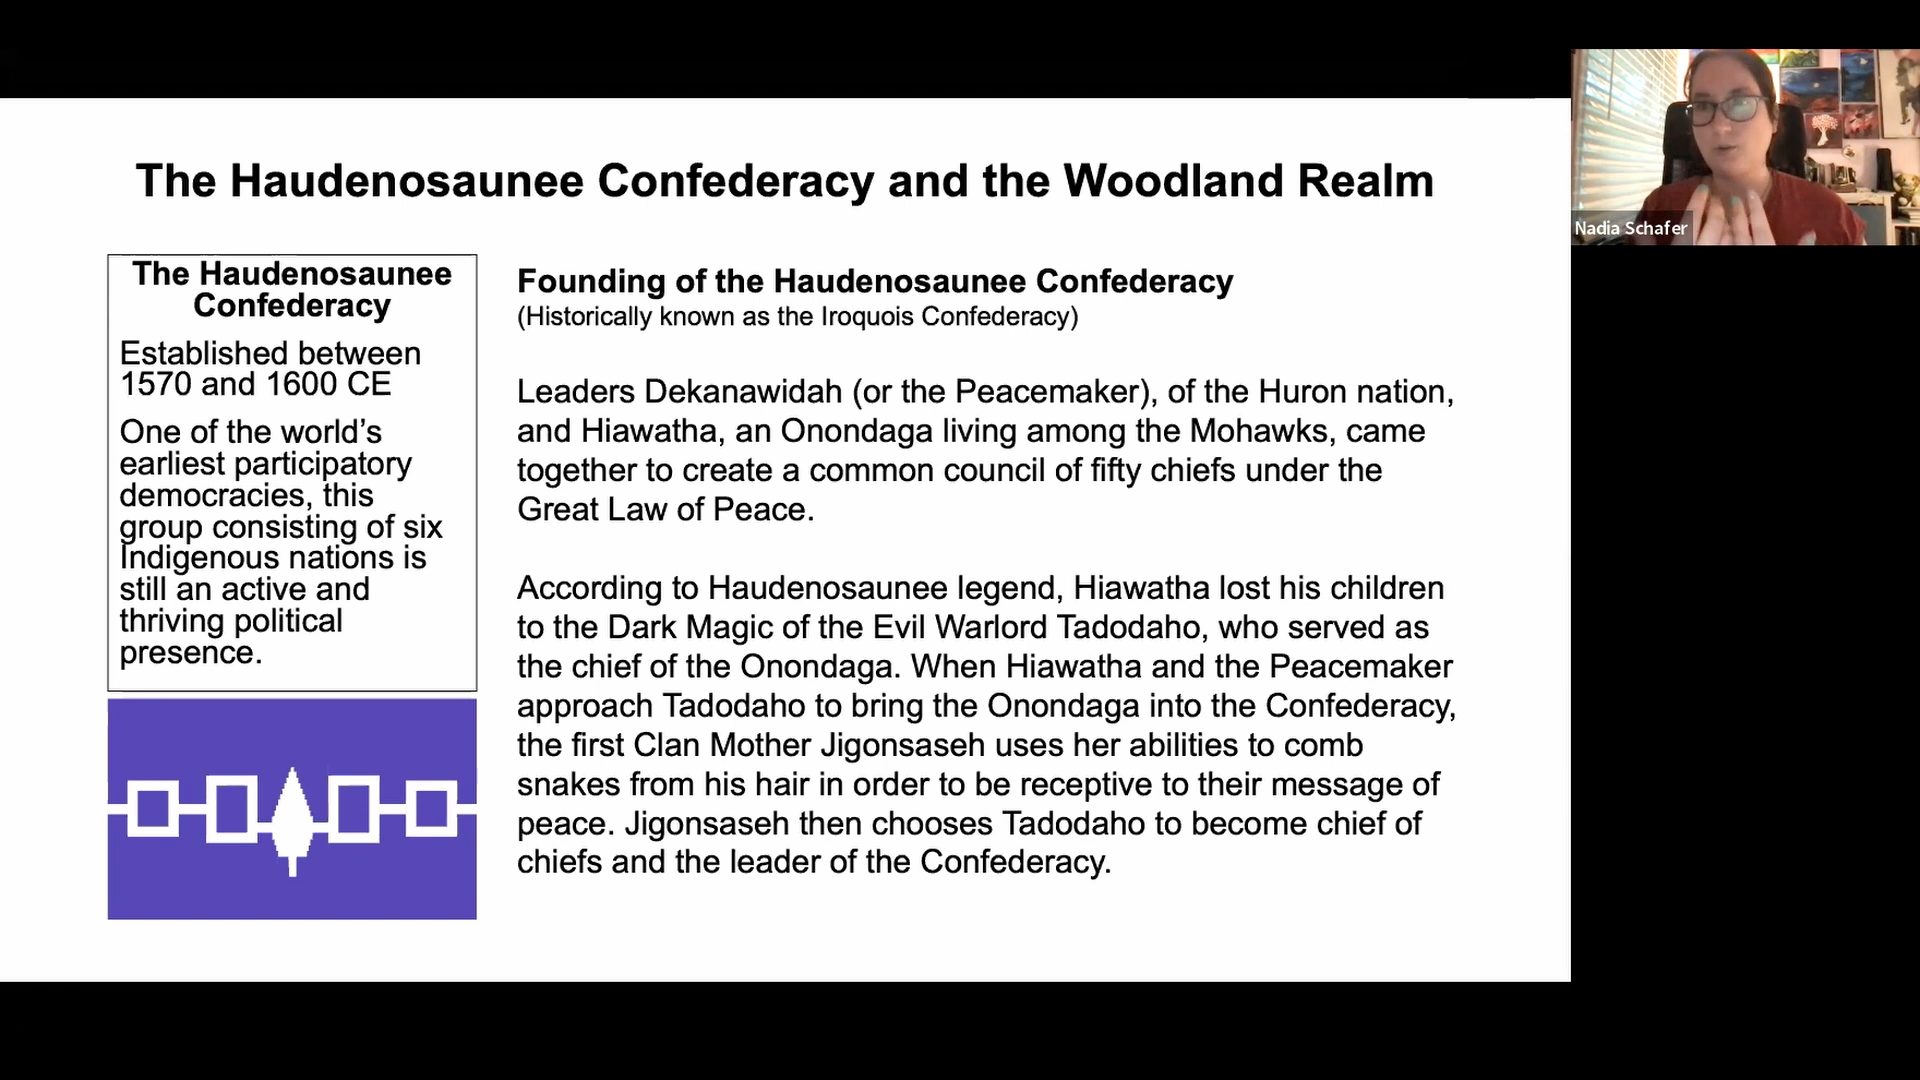 The Haudenosaunee Confederacy and the Woodland Realm
The Haudenosaunee
Confederacy
Established between
1570 and 1600 CE
One of the world’s
earliest participatory
democracies, this
group consisting of six
Indigenous nations is
still an active and
thriving political
presence.
Founding of the Haudenosaunee Confederacy
(Historically known as the Iroquois Confederacy)
Leaders Dekanawidah (or the Peacemaker), of the Huron nation,
and Hiawatha, an Onondaga living among the Mohawks, came
together to create a common council of fifty chiefs under the
Great Law of Peace.
According to Haudenosaunee legend, Hiawatha lost his children
to the Dark Magic of the Evil Warlord Tadodaho, who served as
the chief of the Onondaga. When Hiawatha and the Peacemaker
approach Tadodaho to bring the Onondaga into the Confederacy,
the first Clan Mother Jigonsaseh uses her abilities to comb
snakes from his hair in order to be receptive to their message of
peace. Jigonsaseh then chooses Tadodaho to become chief of
chiefs and the leader of the Confederacy.
Nadia Schafer